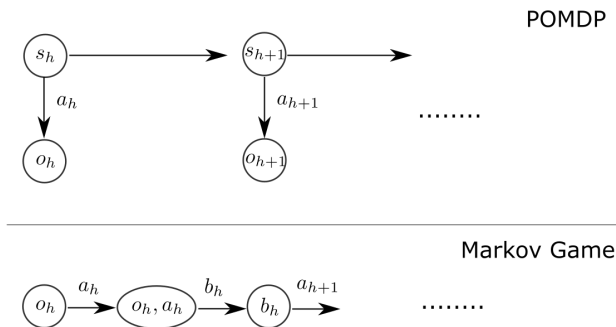 POMDP
s_h
s_{h+1}
a_h
a_{h+1}
........
o_h
o_{h+1}
Markov Game
a_h
b_h
a_{h+1}
o_h
o_h, a_h
b_h
........